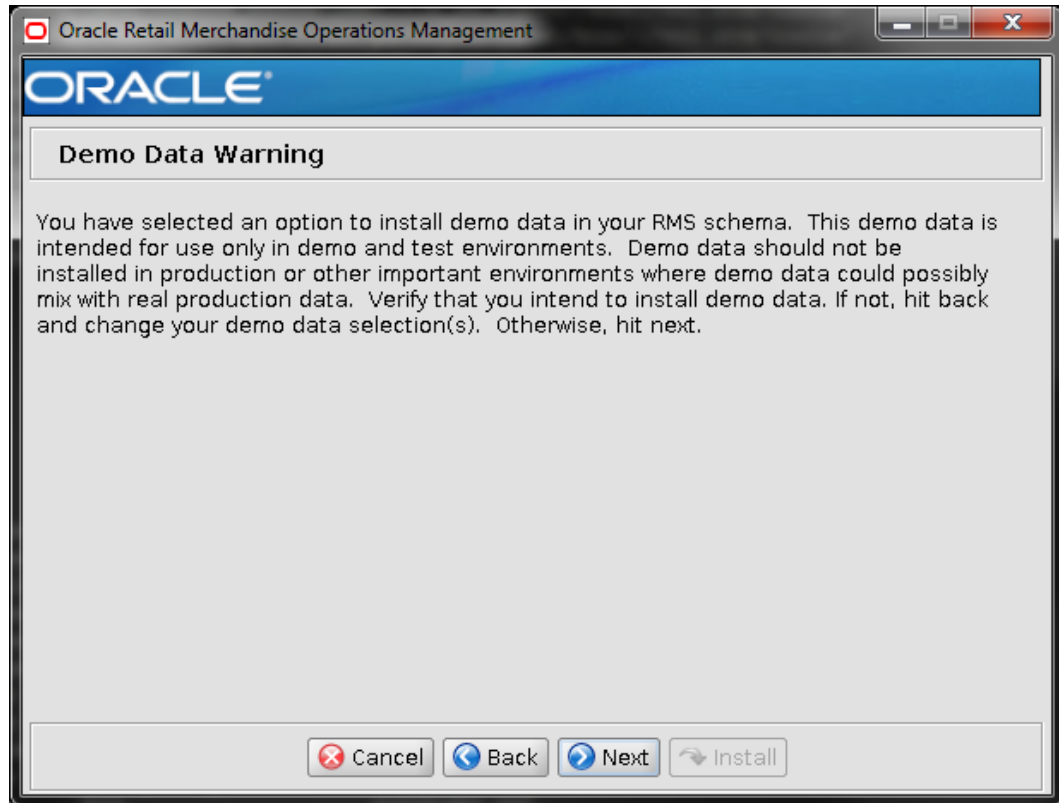 Oracle Retail Merchandise Operations Management
ORACLE®
Demo Data Warning
You have selected an option to install demo data in your RMS schema.  This demo data is
intended for use only in demo and test environments.  Demo data should not be
installed in production or other important environments where demo data could possibly
mix with real production data.  Verify that you intend to install demo data. If not, hit back
and change your demo data selection(s).  Otherwise, hit next.
Cancel Back Next Install